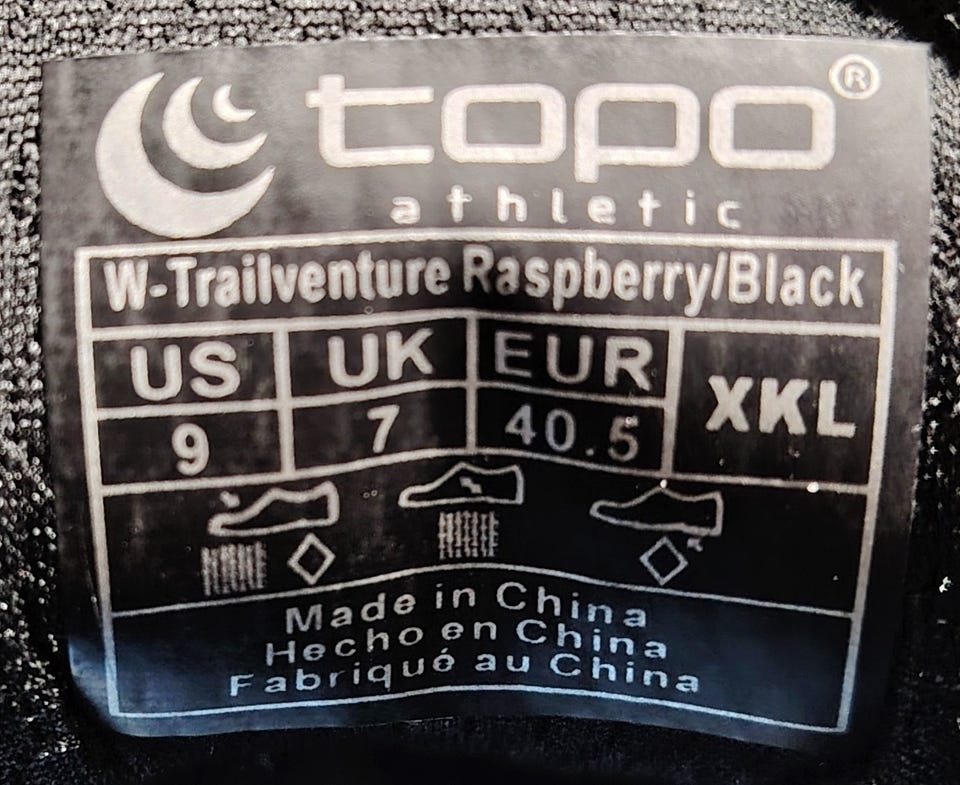 topo®
athletic
W-Trailventure Raspberry/Black
US UK EUR XKL
9 7 40.5
Made in China
Hecho en China
Fabriqué au China